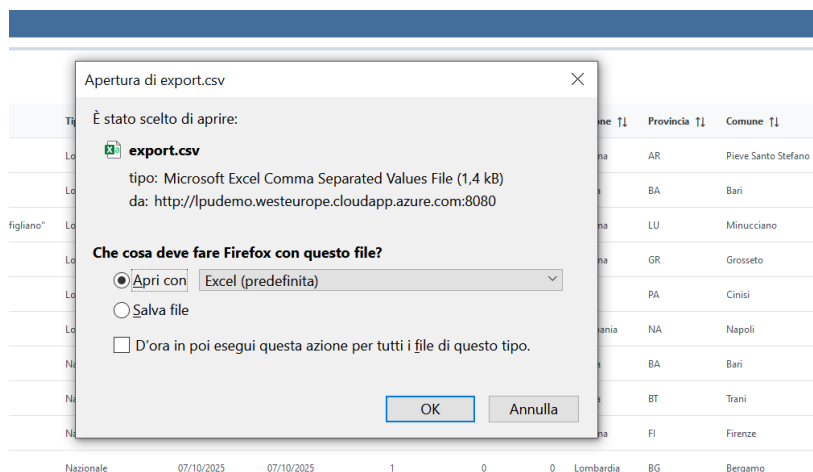 Apertura di export.csv
È stato scelto di aprire:
export.csv
tipo: Microsoft Excel Comma Separated Values File (1,4 kB)
da: http://lpudemo.westeurope.cloudapp.azure.com:8080
Che cosa deve fare Firefox con questo file?
Apri con Excel (predefinita)
Salva file
D'ora in poi esegui questa azione per tutti i file di questo tipo.
OK Annulla
Provincia Comune
AR Pieve Santo Stefano
BA Bari
figliano" LU Minucciano
GR Grosseto
PA Cinisi
NA Napoli
BA Bari
BT Trani
FI Firenze
Nazionale 07/10/2025 07/10/2025 1 0 0 Lombardia BG Bergamo